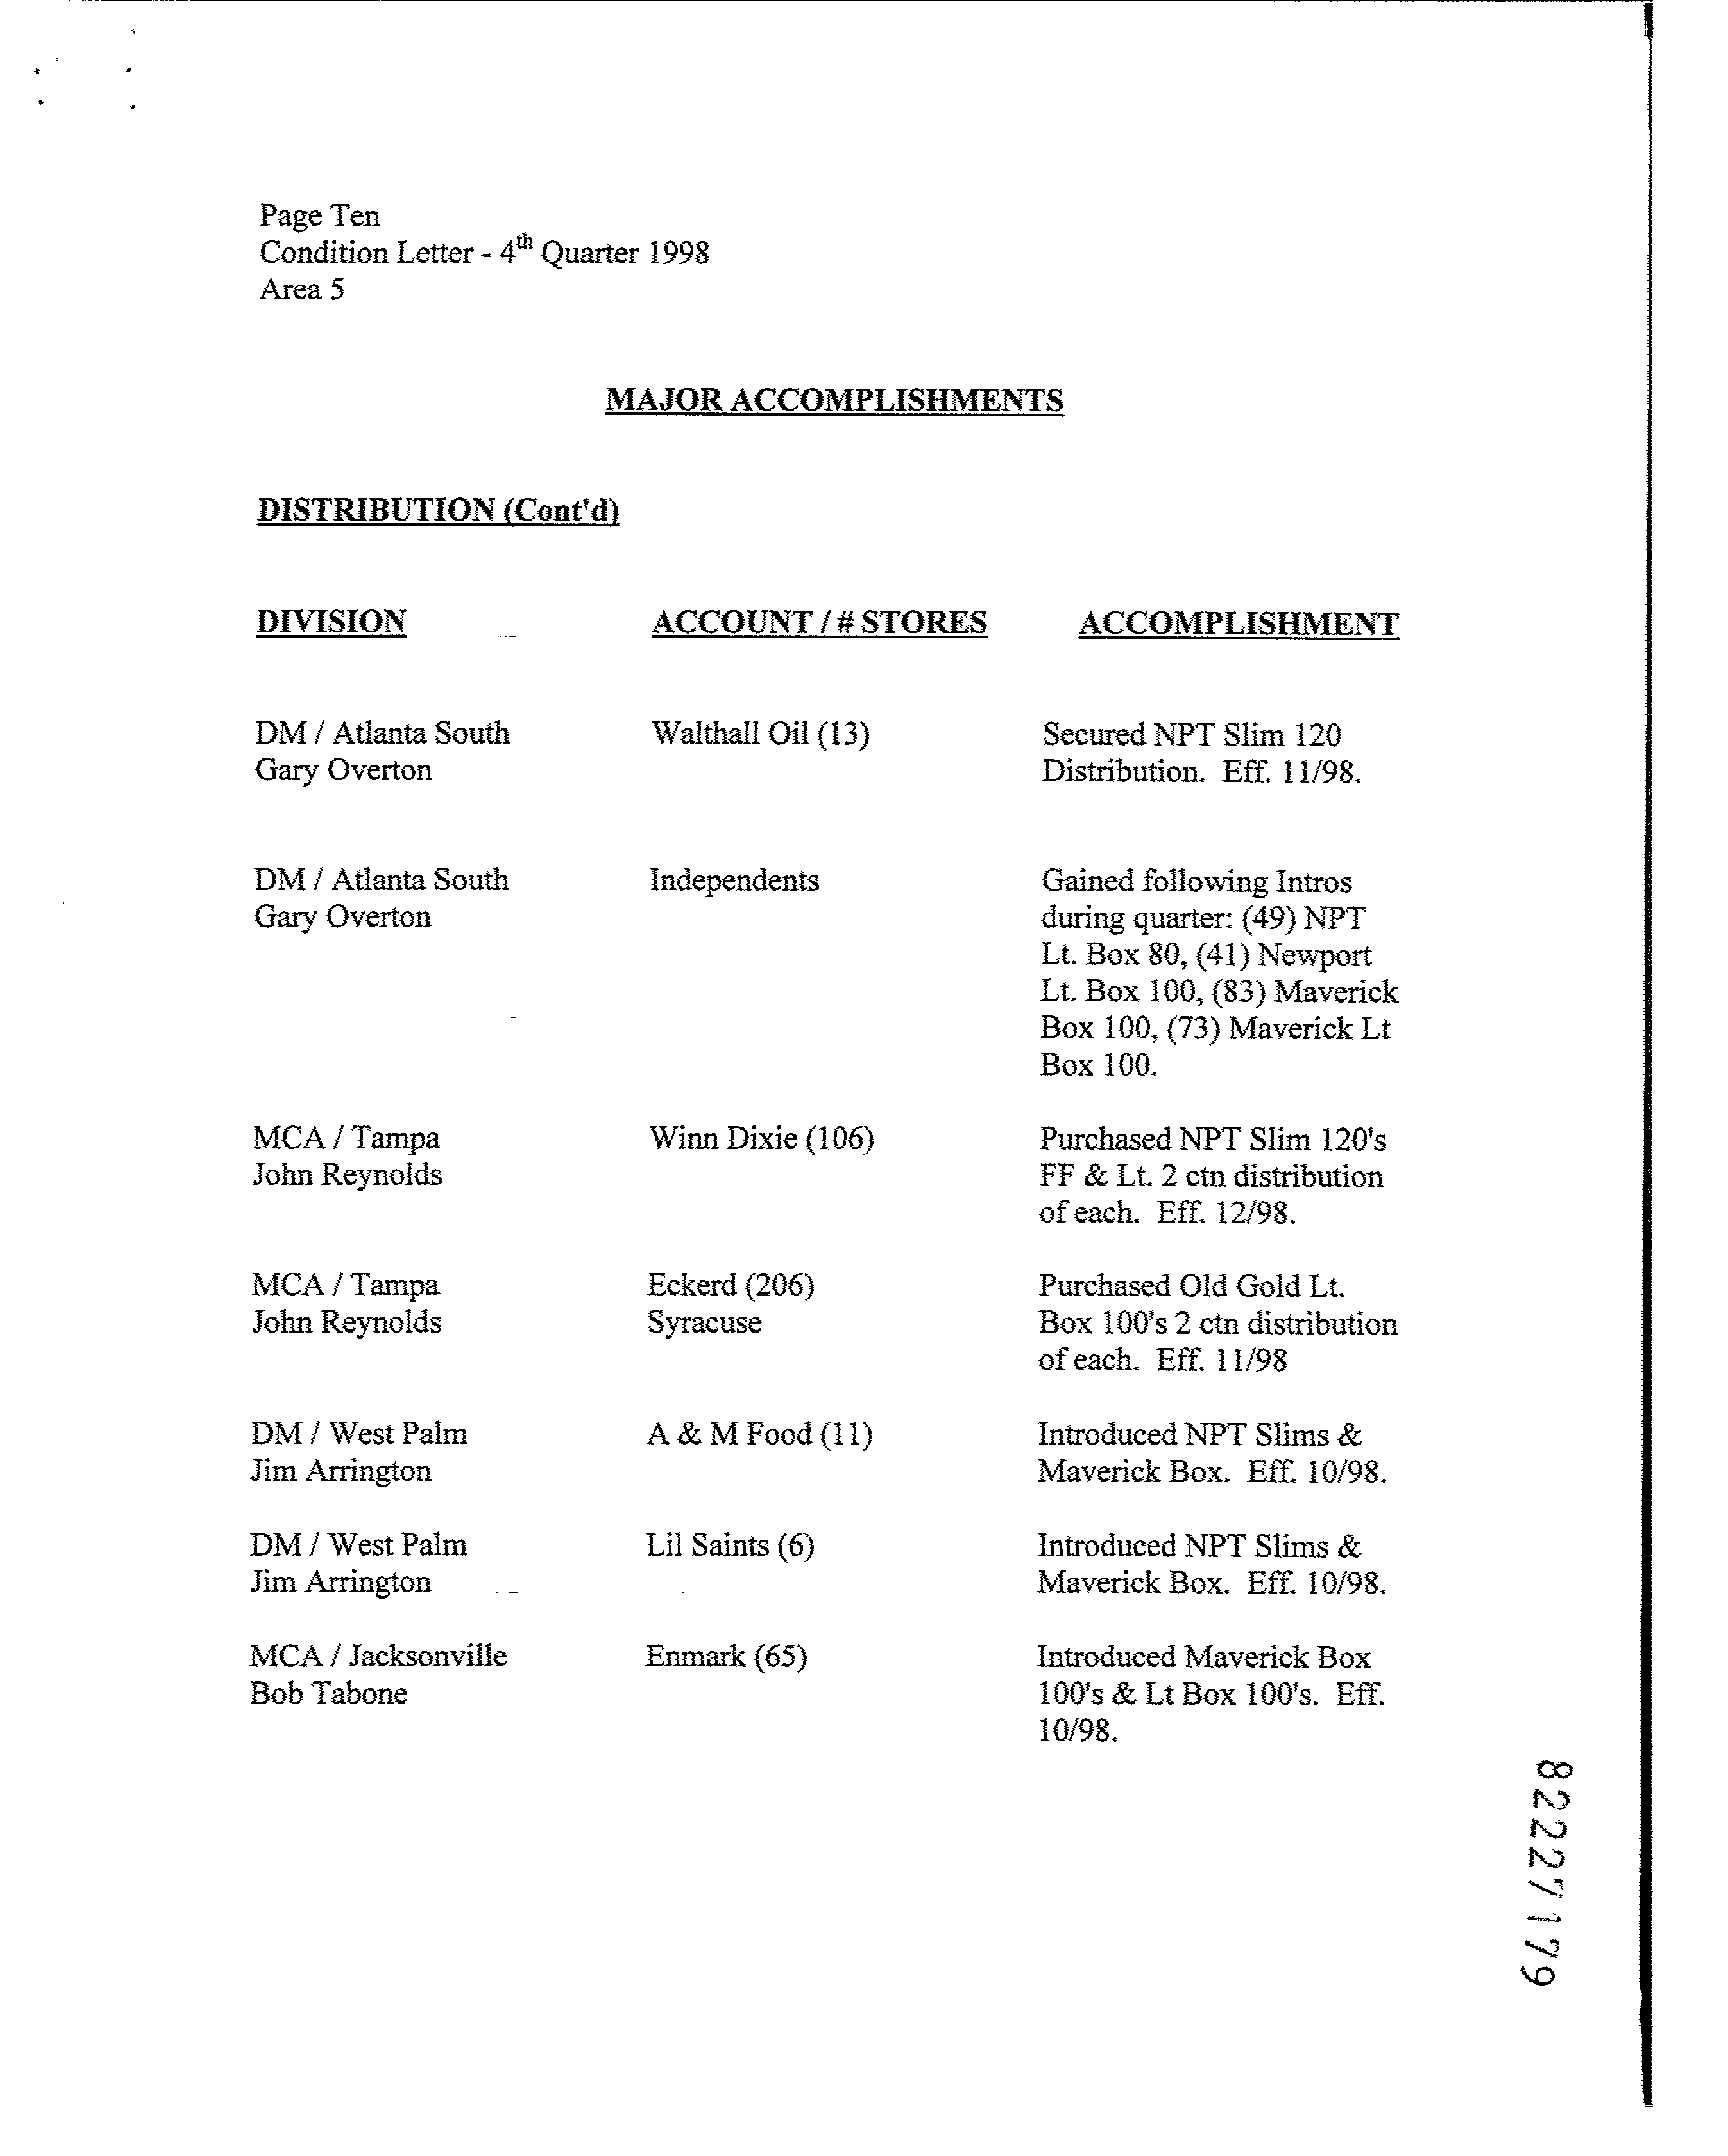 Page Ten
Condition Letter - 4th Quarter 1998
Area 5
MAJOR ACCOMPLISHMENTS
DISTRIBUTION (Cont'd)
DIVISION ACCOUNT / # STORES ACCOMPLISHMENT
DM / Atlanta South Walthall Oil (13) Secured NPT Slim 120
Gary Overton Distribution. Eff. 11/98.
DM / Atlanta South Independents Gained following Intros
Gary Overton during quarter: (49) NPT
Lt. Box 80, (41) Newport
Lt. Box 100, (83) Maverick
Box 100, (73) Maverick Lt
Box 100.
MCA / Tampa Winn Dixie (106) Purchased NPT Slim 120's
John Reynolds FF & Lt. 2 ctn distribution
of each. Eff. 12/98.
MCA / Tampa Eckerd (206) Purchased Old Gold Lt.
John Reynolds Syracuse Box 100's 2 ctn distribution
of each. Eff. 11/98
DM / West Palm A & M Food (11) Introduced NPT Slims &
Jim Arrington Maverick Box. Eff. 10/98.
DM / West Palm Lil Saints (6) Introduced NPT Slims &
Jim Arrington Maverick Box. Eff. 10/98.
MCA / Jacksonville Enmark (65) Introduced Maverick Box
Bob Tabone 100's & Lt Box 100's. Eff.
10/98.
82227179